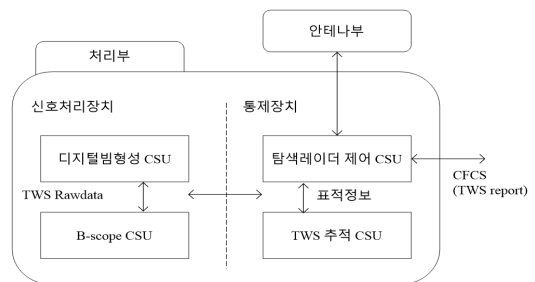 안테나부
처리부
신호처리장치
통제장치
디지털빔형성 CSU
탐색레이더 제어 CSU
TWS Rawdata
표적정보
CFCS
(TWS report)
B-scope CSU
TWS 추적 CSU